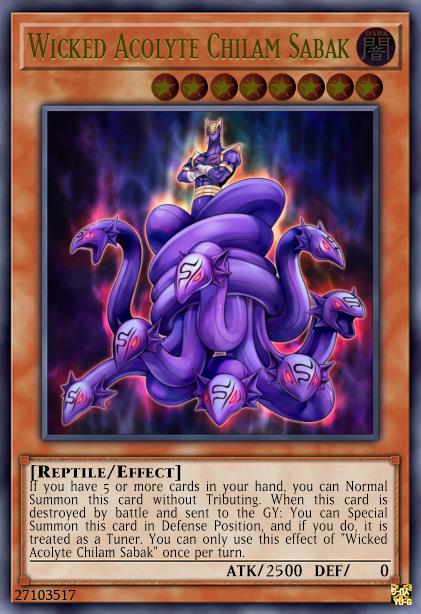 Wicked Acolyte Chilam Sabak
DARK
闇
[Reptile/Effect]
If you have 5 or more cards in your hand, you can Normal
Summon this card without Tributing. When this card is
destroyed by battle and sent to the GY: You can Special
Summon this card in Defense Position, and if you do, it is
treated as a Tuner. You can only use this effect of "Wicked
Acolyte Chilam Sabak" once per turn.
ATK/2500 DEF/ 0
27103517